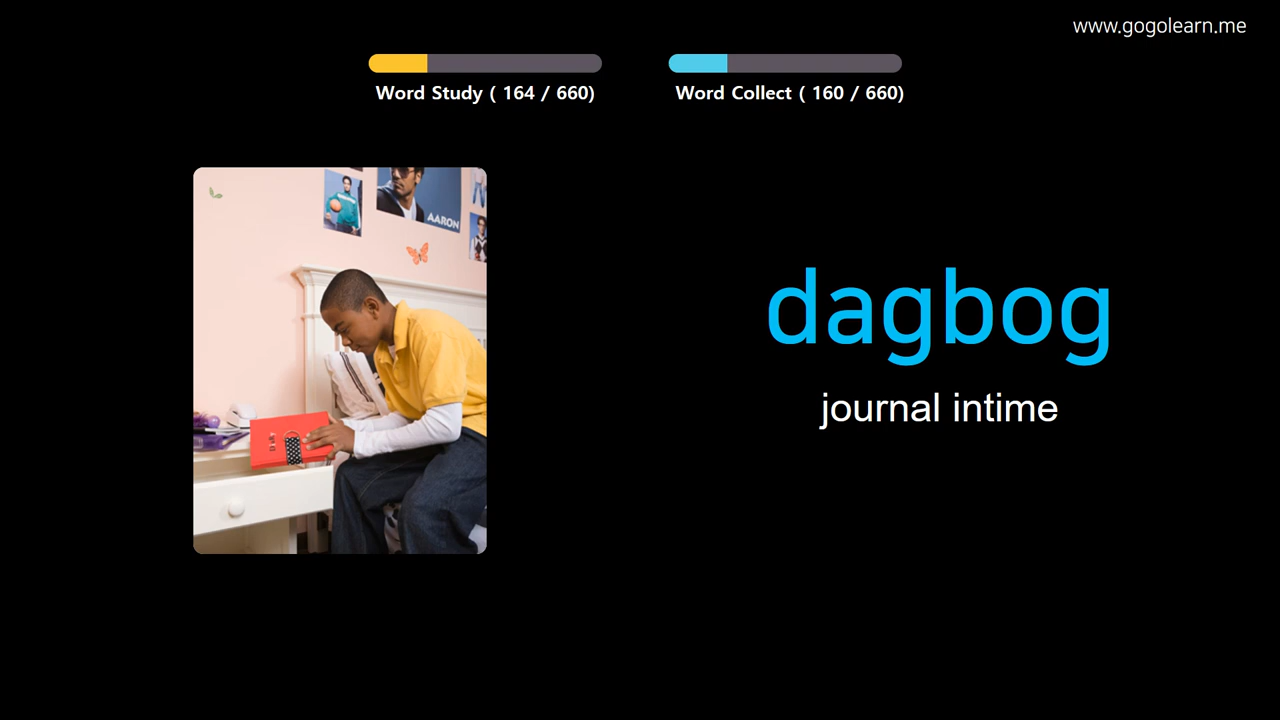 www.gogolearn.me
Word Study ( 164 / 660)
Word Collect ( 160 / 660)
AARON
dagbog
journal intime